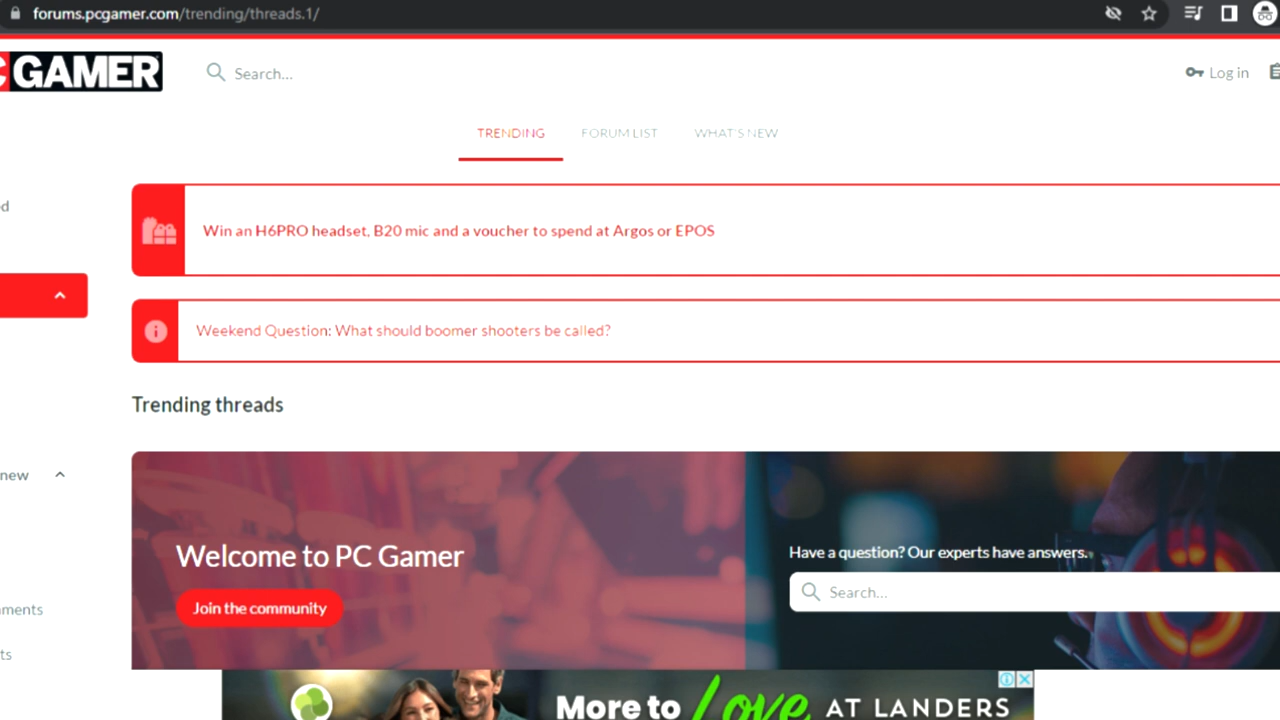 forums.pcgamer.com/trending/threads.1/
GAMER
Search...
Log in
TRENDING
FORUM LIST
WHAT'S NEW
Win an H6PRO headset, B20 mic and a voucher to spend at Argos or EPOS
Weekend Question: What should boomer shooters be called?
Trending threads
new
Welcome to PC Gamer
Join the community
Have a question? Our experts have answers.
Search...
More to Love AT LANDERS